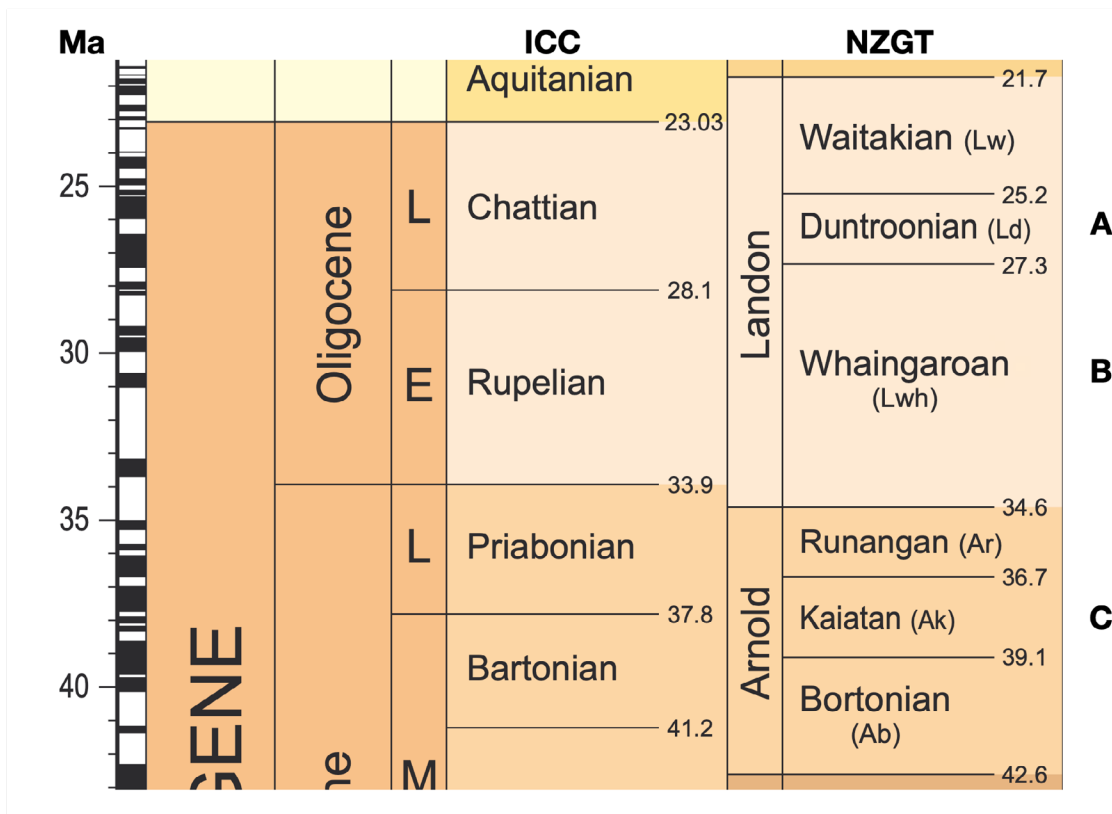 Ma ICC NZGT
Aquitanian
21.7
23.03
Waitakian (Lw)
25
25.2
L Chattian
Duntroonian (Ld) A
27.3
28.1
Oligocene
Landon
30
Whaingaroan B
E Rupelian
(Lwh)
33.9
34.6
35
Runangan (Ar)
L Priabonian
36.7
37.8
Kaiatan (Ak) C
Arnold
39.1
Bartonian
40
Bortonian
(Ab)
41.2
GENE
ne
M
42.6